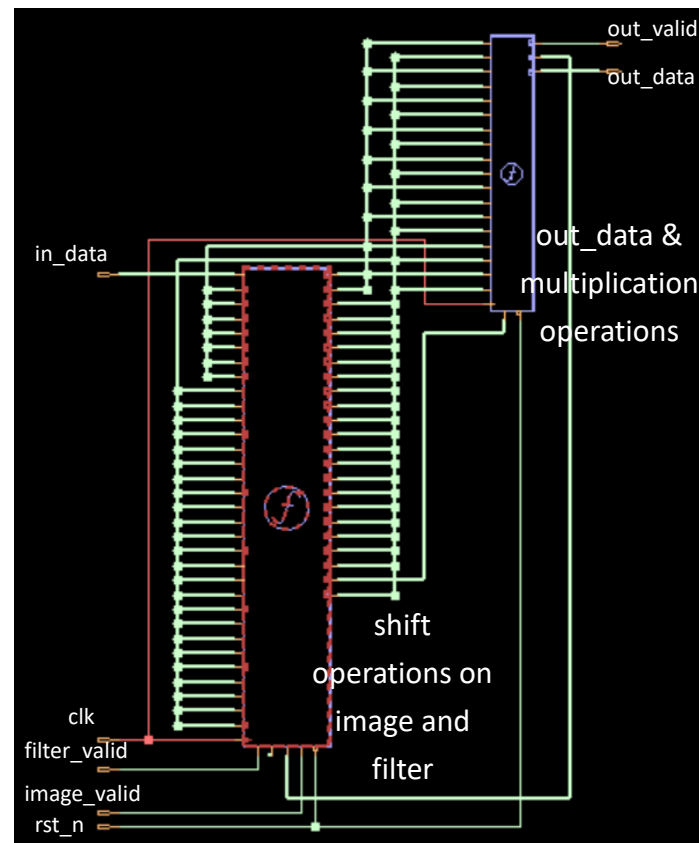 out_valid
out_data
in_data
out_data &
multiplication
operations
shift
operations on
image and
filter
clk
filter_valid
image_valid
rst_n